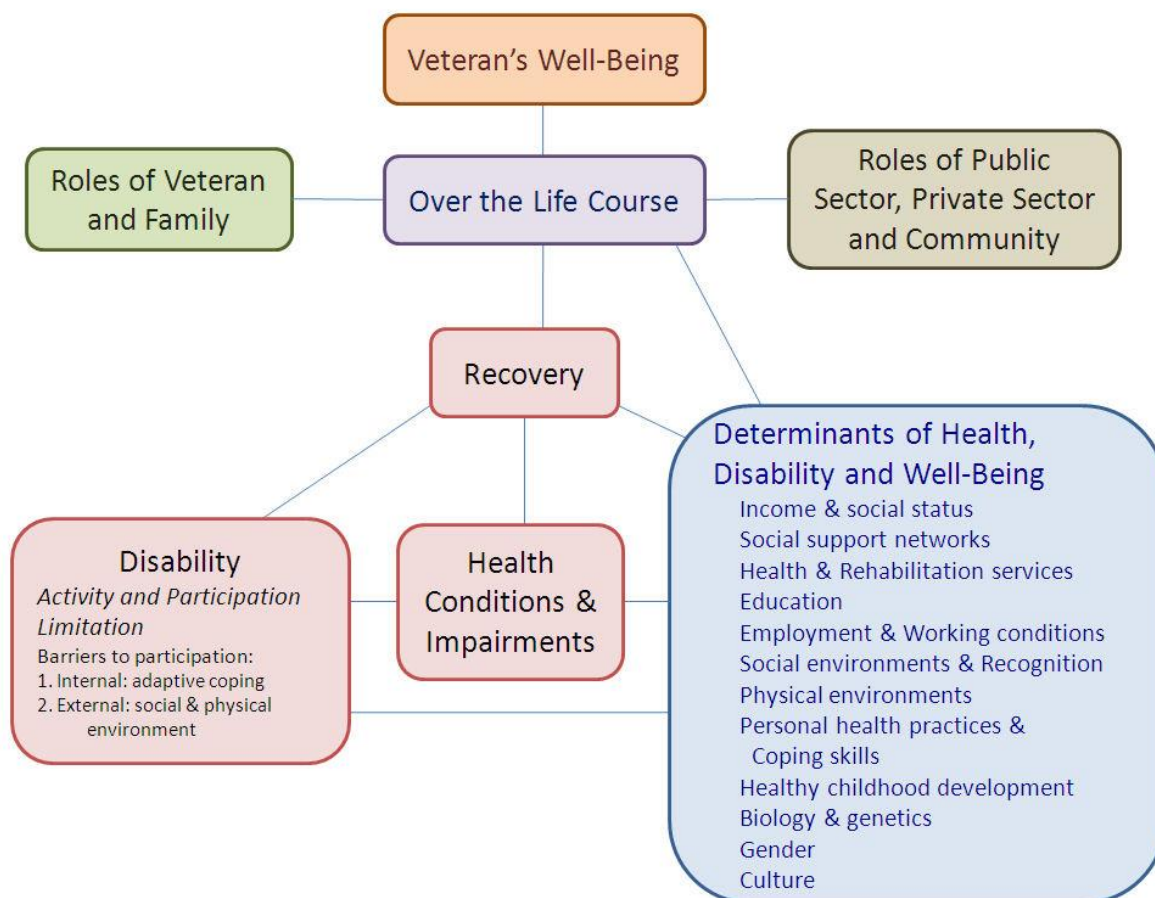 Veteran’s Well-Being
Roles of Veteran
and Family
Over the Life Course
Roles of Public
Sector, Private Sector
and Community
Recovery
Disability
Activity and Participation
Limitation
Barriers to participation:
1. Internal: adaptive coping
2. External: social & physical
environment
Health
Conditions &
Impairments
Determinants of Health,
Disability and Well-Being
Income & social status
Social support networks
Health & Rehabilitation services
Education
Employment & Working conditions
Social environments & Recognition
Physical environments
Personal health practices &
Coping skills
Healthy childhood development
Biology & genetics
Gender
Culture